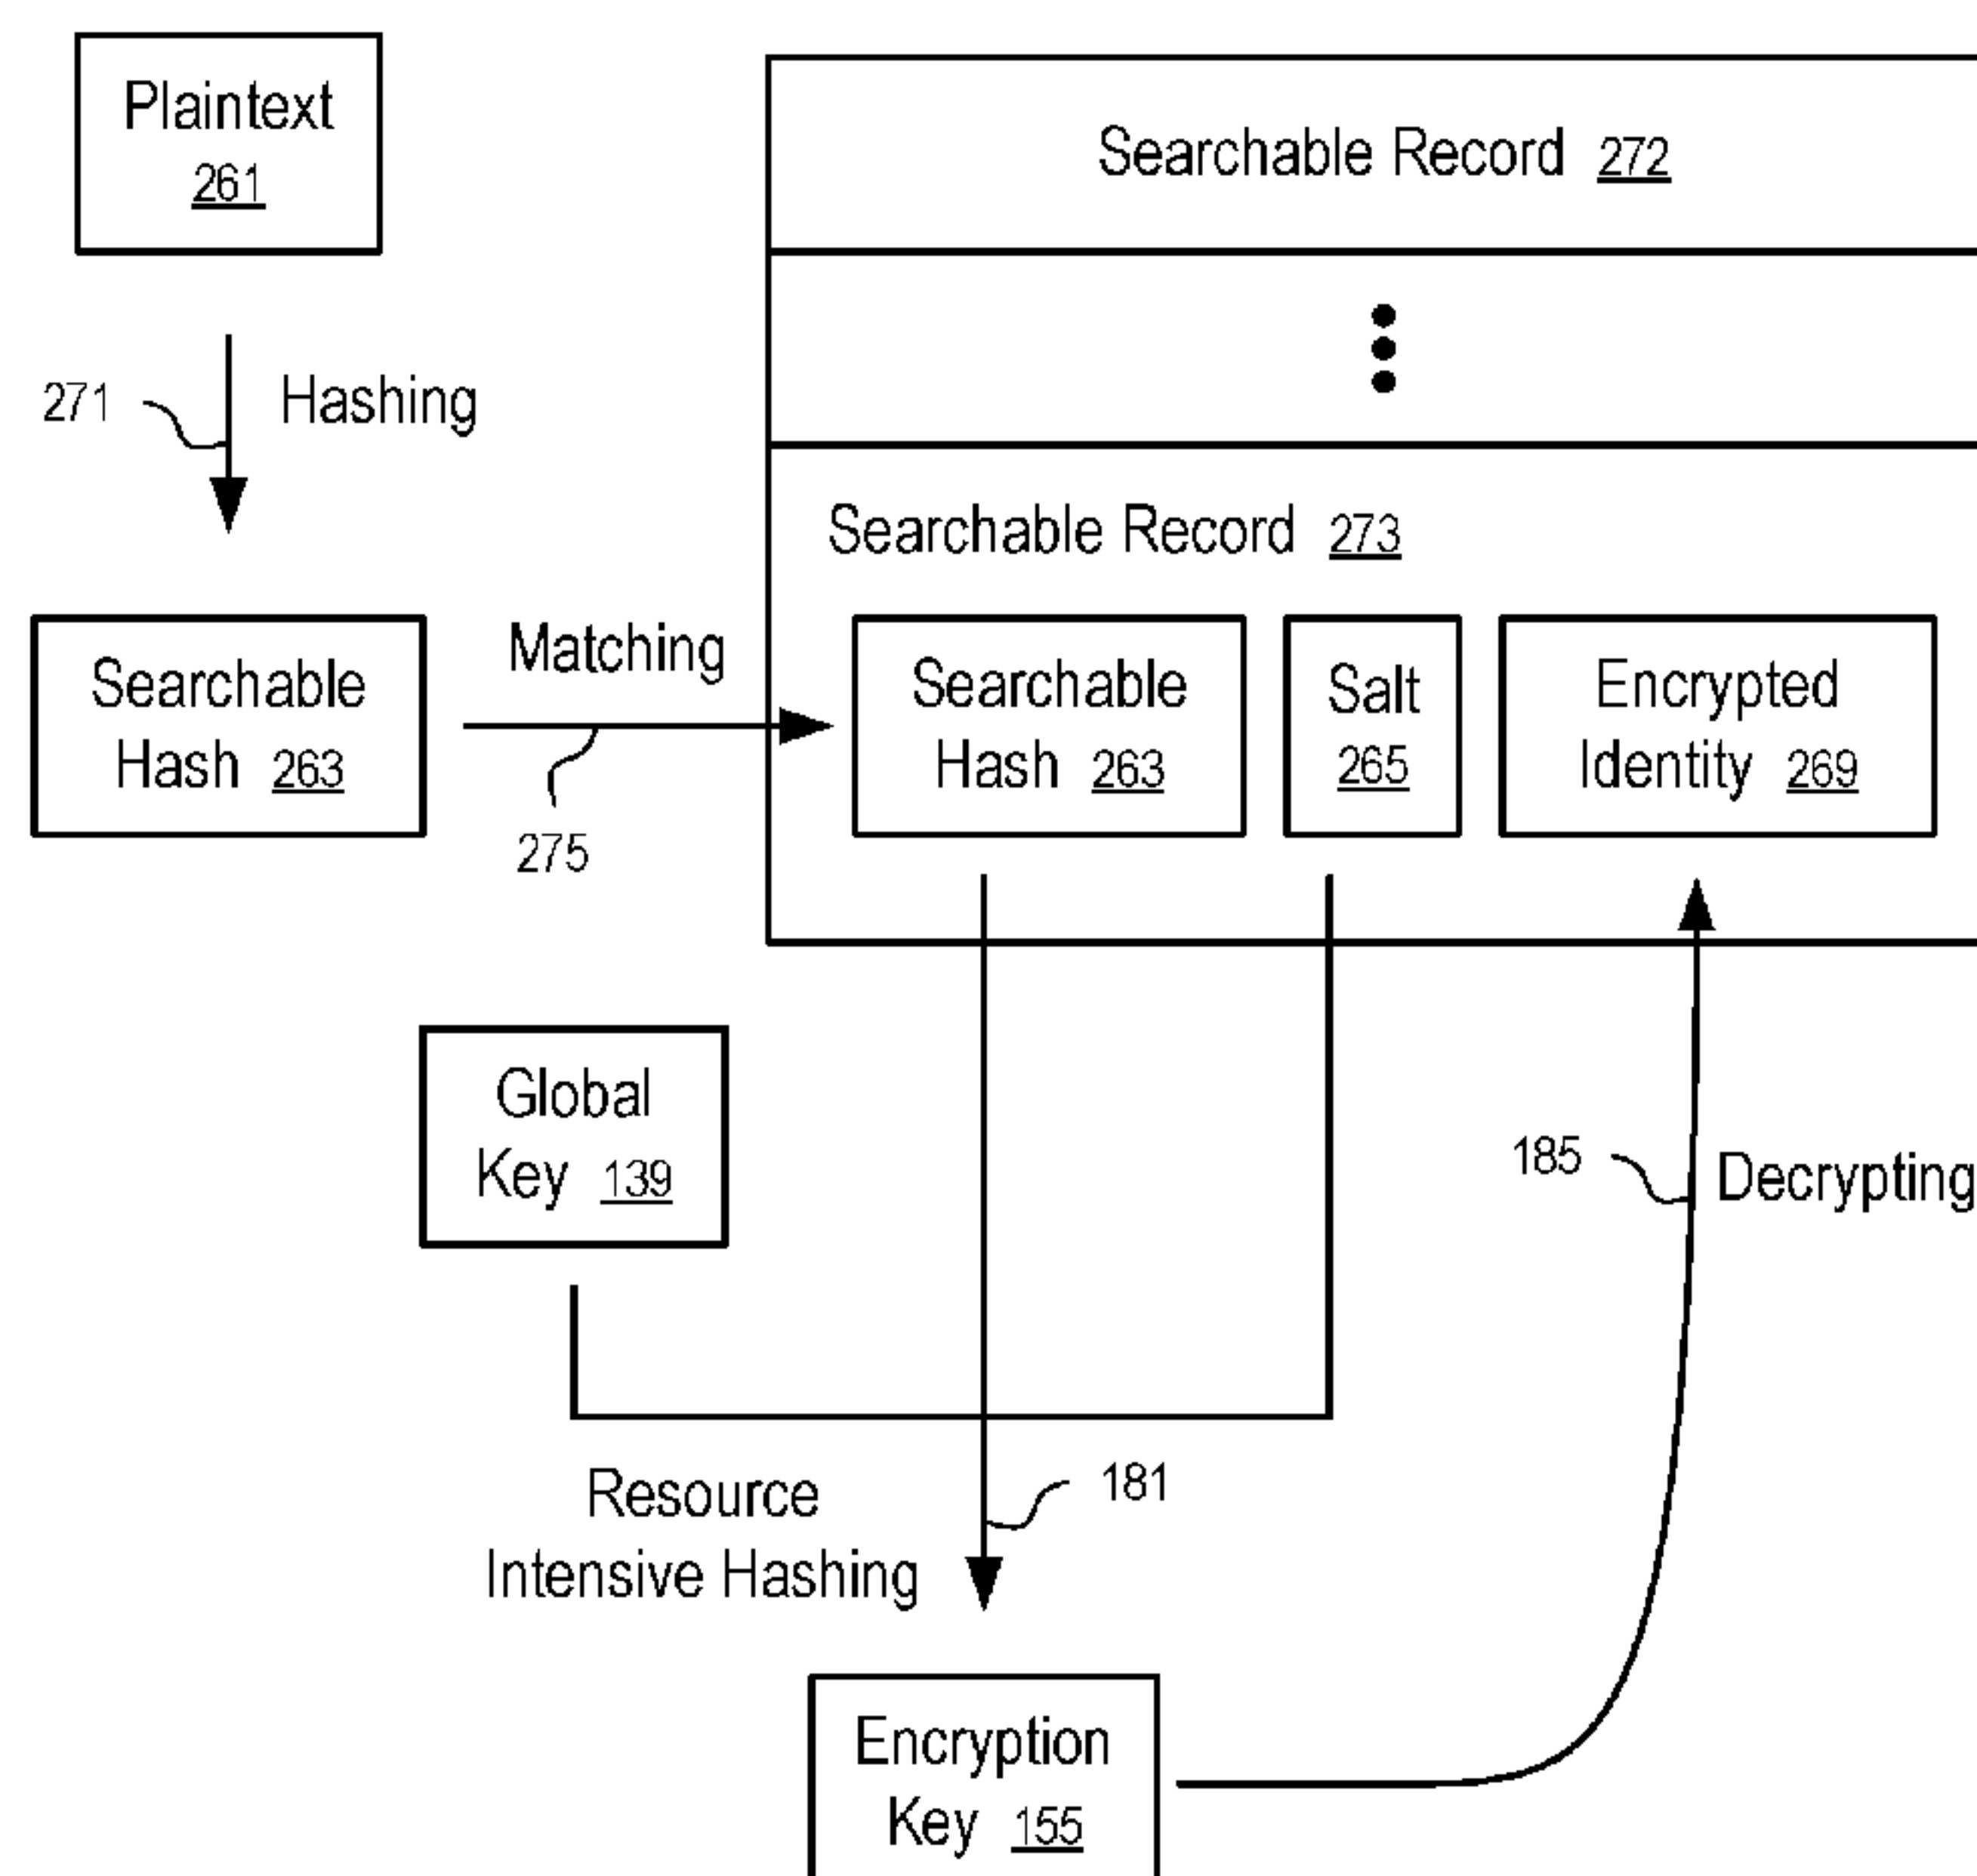 Plaintext
261
Searchable Record 272
271
Hashing
Searchable Record 273
Searchable
Hash 263
Matching
275
Searchable
Hash 263
Salt
265
Encrypted
Identity 269
Global
Key 139
185
Decrypting
Resource
Intensive Hashing
181
Encryption
Key 155